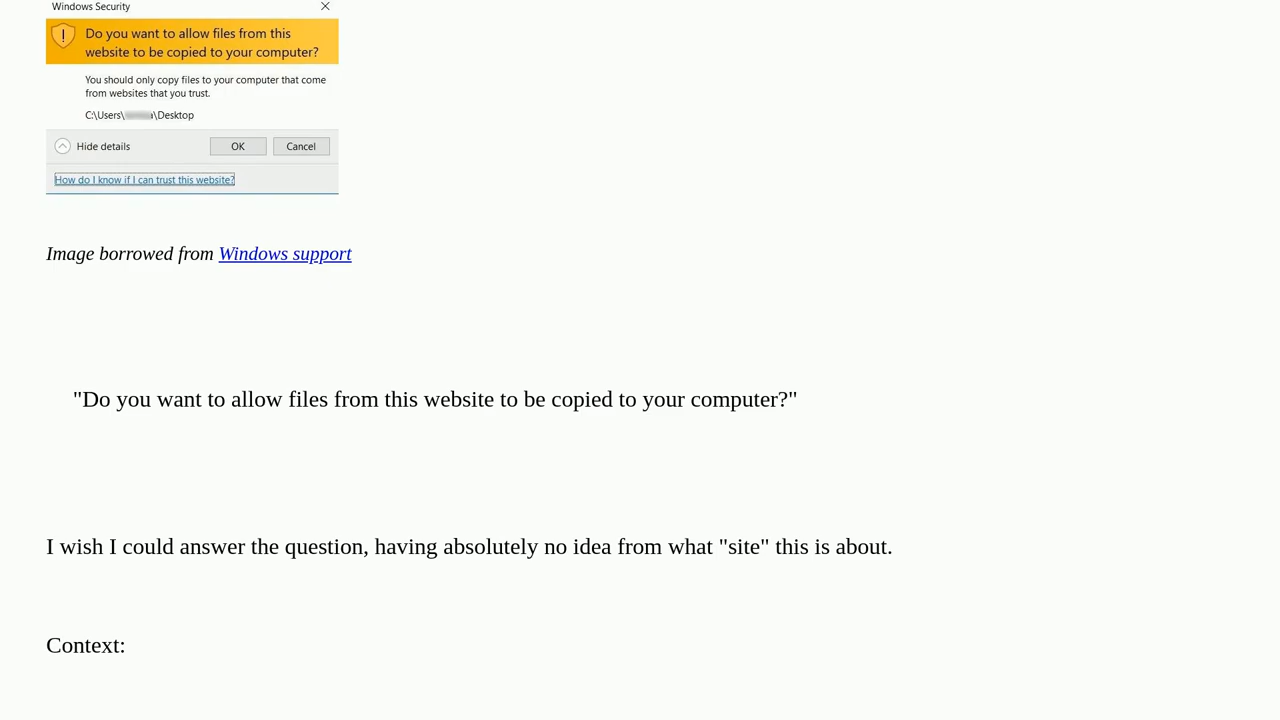 Windows Security
Do you want to allow files from this
website to be copied to your computer?
You should only copy files to your computer that come
from websites that you trust.
C:\Users\ \Desktop
Hide details
OK
Cancel
How do I know if I can trust this website?
Image borrowed from Windows support
"Do you want to allow files from this website to be copied to your computer?"
I wish I could answer the question, having absolutely no idea from what "site" this is about.
Context: